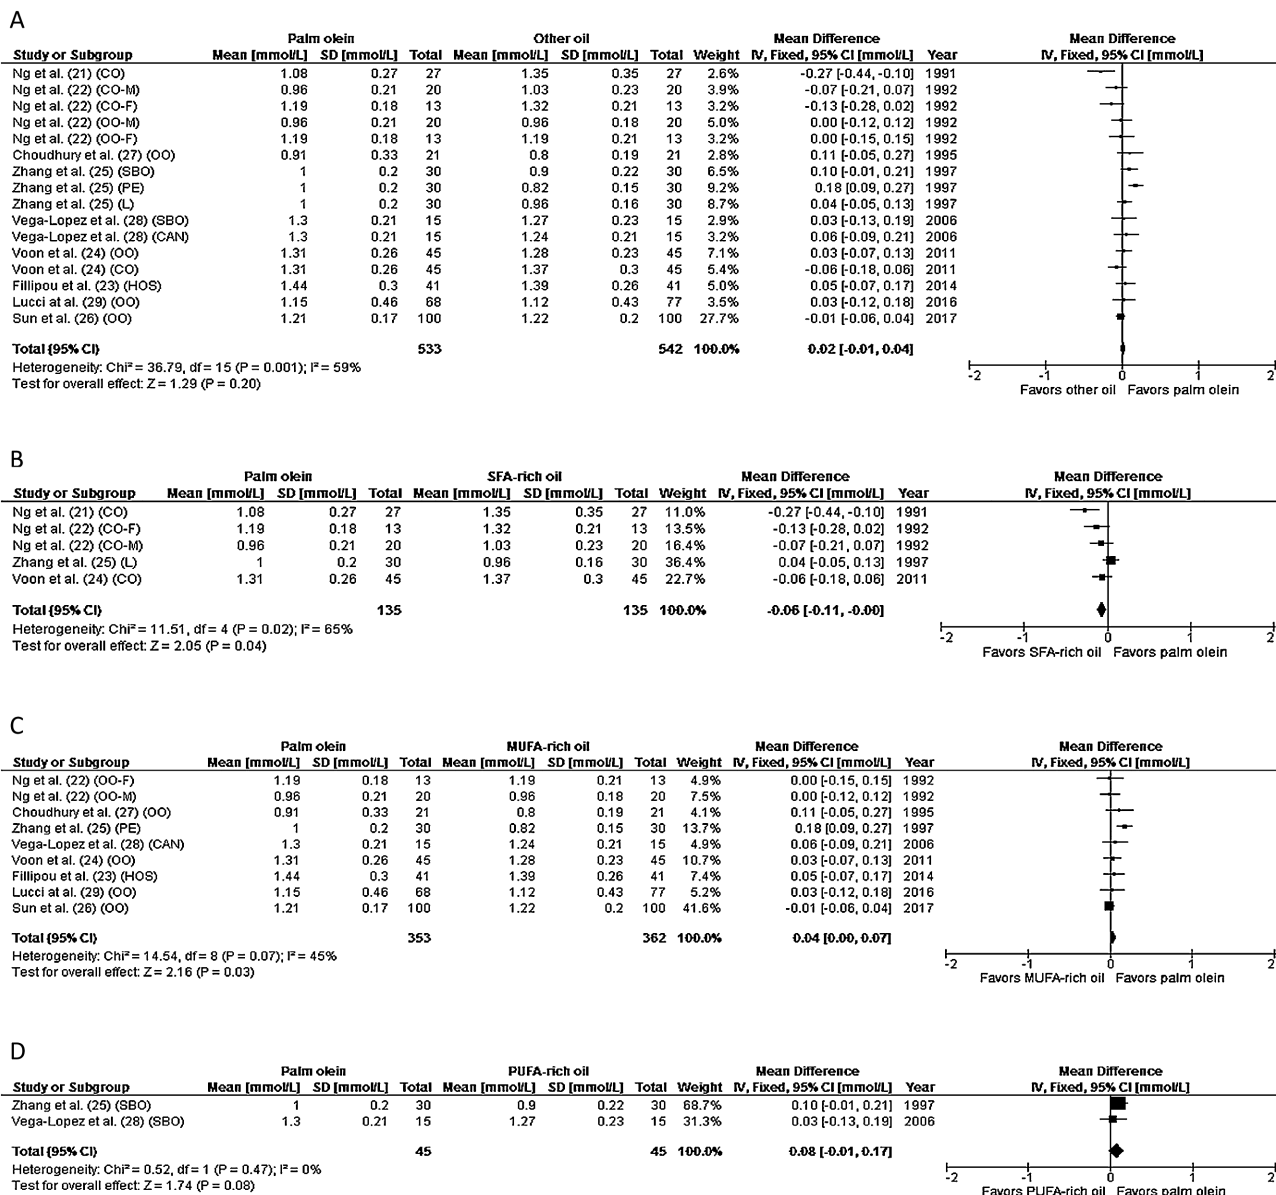 A
Palm olein Other oil Mean Difference Mean Difference
Study or Subgroup Mean [mmol/L] SD [mmol/L] Total Mean [mmol/L] SD [mmol/L] Total Weight IV, Fixed, 95% CI [mmol/L] Year IV, Fixed, 95% CI [mmol/L]
Ng et al. (21) (CO) 1.08 0.27 27 1.35 0.35 27 2.6% -0.27 [-0.44, -0.10] 1991
Ng et al. (22) (CO-M) 0.96 0.21 20 1.03 0.23 20 3.9% -0.07 [-0.21, 0.07] 1992
Ng et al. (22) (CO-F) 1.19 0.18 13 1.32 0.21 13 3.2% -0.13 [-0.28, 0.02] 1992
Ng et al. (22) (OO-M) 0.96 0.21 20 0.96 0.18 20 5.0% 0.00 [-0.12, 0.12] 1992
Ng et al. (22) (OO-F) 1.19 0.18 13 1.19 0.21 13 3.2% 0.00 [-0.15, 0.15] 1992
Choudhury et al. (27) (OO) 0.91 0.33 21 0.8 0.19 21 2.8% 0.11 [-0.05, 0.27] 1995
Zhang et al. (25) (SBO) 1 0.2 30 0.9 0.22 30 6.5% 0.10 [-0.01, 0.21] 1997
Zhang et al. (25) (PE) 1 0.2 30 0.82 0.15 30 9.2% 0.18 [0.09, 0.27] 1997
Zhang et al. (25) (L) 1 0.2 30 0.96 0.16 30 8.7% 0.04 [-0.05, 0.13] 1997
Vega-Lopez et al. (28) (SBO) 1.3 0.21 15 1.27 0.23 15 2.9% 0.03 [-0.13, 0.19] 2006
Vega-Lopez et al. (28) (CAN) 1.3 0.21 15 1.24 0.21 15 3.2% 0.06 [-0.09, 0.21] 2006
Voon et al. (24) (OO) 1.31 0.26 45 1.28 0.23 45 7.1% 0.03 [-0.07, 0.13] 2011
Voon et al. (24) (CO) 1.31 0.26 45 1.37 0.3 45 5.4% -0.06 [-0.18, 0.06] 2011
Fillipou et al. (23) (HOS) 1.44 0.3 41 1.39 0.26 41 5.0% 0.05 [-0.07, 0.17] 2014
Lucci at al. (29) (OO) 1.15 0.46 68 1.12 0.43 77 3.5% 0.03 [-0.12, 0.18] 2016
Sun et al. (26) (OO) 1.21 0.17 100 1.22 0.2 100 27.7% -0.01 [-0.06, 0.04] 2017
Total (95% CI) 533 542 100.0% 0.02 [-0.01, 0.04]
Heterogeneity: Chi² = 36.79, df = 15 (P = 0.001); I² = 59%
Test for overall effect: Z = 1.29 (P = 0.20)
-2 -1 0 1 2
Favors other oil Favors palm olein
B
Palm olein SFA-rich oil Mean Difference Mean Difference
Study or Subgroup Mean [mmol/L] SD [mmol/L] Total Mean [mmol/L] SD [mmol/L] Total Weight IV, Fixed, 95% CI [mmol/L] Year IV, Fixed, 95% CI [mmol/L]
Ng et al. (21) (CO) 1.08 0.27 27 1.35 0.35 27 11.0% -0.27 [-0.44, -0.10] 1991
Ng et al. (22) (CO-F) 1.19 0.18 13 1.32 0.21 13 13.5% -0.13 [-0.28, 0.02] 1992
Ng et al. (22) (CO-M) 0.96 0.21 20 1.03 0.23 20 16.4% -0.07 [-0.21, 0.07] 1992
Zhang et al. (25) (L) 1 0.2 30 0.96 0.16 30 36.4% 0.04 [-0.05, 0.13] 1997
Voon et al. (24) (CO) 1.31 0.26 45 1.37 0.3 45 22.7% -0.06 [-0.18, 0.06] 2011
Total (95% CI) 135 135 100.0% -0.06 [-0.11, -0.00]
Heterogeneity: Chi² = 11.51, df = 4 (P = 0.02); I² = 65%
Test for overall effect: Z = 2.05 (P = 0.04)
-2 -1 0 1 2
Favors SFA-rich oil Favors palm olein
C
Palm olein MUFA-rich oil Mean Difference Mean Difference
Study or Subgroup Mean [mmol/L] SD [mmol/L] Total Mean [mmol/L] SD [mmol/L] Total Weight IV, Fixed, 95% CI [mmol/L] Year IV, Fixed, 95% CI [mmol/L]
Ng et al. (22) (OO-F) 1.19 0.18 13 1.19 0.21 13 4.9% 0.00 [-0.15, 0.15] 1992
Ng et al. (22) (OO-M) 0.96 0.21 20 0.96 0.18 20 7.5% 0.00 [-0.12, 0.12] 1992
Choudhury et al. (27) (OO) 0.91 0.33 21 0.8 0.19 21 4.1% 0.11 [-0.05, 0.27] 1995
Zhang et al. (25) (PE) 1 0.2 30 0.82 0.15 30 13.7% 0.18 [0.09, 0.27] 1997
Vega-Lopez et al. (28) (CAN) 1.3 0.21 15 1.24 0.21 15 4.9% 0.06 [-0.09, 0.21] 2006
Voon et al. (24) (OO) 1.31 0.26 45 1.28 0.23 45 10.7% 0.03 [-0.07, 0.13] 2011
Fillipou et al. (23) (HOS) 1.44 0.3 41 1.39 0.26 41 7.4% 0.05 [-0.07, 0.17] 2014
Lucci at al. (29) (OO) 1.15 0.46 68 1.12 0.43 77 5.2% 0.03 [-0.12, 0.18] 2016
Sun et al. (26) (OO) 1.21 0.17 100 1.22 0.2 100 41.6% -0.01 [-0.06, 0.04] 2017
Total (95% CI) 353 362 100.0% 0.04 [0.00, 0.07]
Heterogeneity: Chi² = 14.54, df = 8 (P = 0.07); I² = 45%
Test for overall effect: Z = 2.16 (P = 0.03)
-2 -1 0 1 2
Favors MUFA-rich oil Favors palm olein
D
Palm olein PUFA-rich oil Mean Difference Mean Difference
Study or Subgroup Mean [mmol/L] SD [mmol/L] Total Mean [mmol/L] SD [mmol/L] Total Weight IV, Fixed, 95% CI [mmol/L] Year IV, Fixed, 95% CI [mmol/L]
Zhang et al. (25) (SBO) 1 0.2 30 0.9 0.22 30 68.7% 0.10 [-0.01, 0.21] 1997
Vega-Lopez et al. (28) (SBO) 1.3 0.21 15 1.27 0.23 15 31.3% 0.03 [-0.13, 0.19] 2006
Total (95% CI) 45 45 100.0% 0.08 [-0.01, 0.17]
Heterogeneity: Chi² = 0.52, df = 1 (P = 0.47); I² = 0%
Test for overall effect: Z = 1.74 (P = 0.08)
-2 -1 0 1 2
Favors PUFA-rich oil Favors palm olein